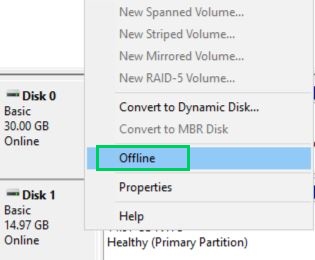 New Spanned Volume...
New Striped Volume...
New Mirrored Volume...
New RAID-5 Volume...
Disk 0
Basic
30.00 GB
Online
Convert to Dynamic Disk...
Convert to MBR Disk
Offline
Properties
Help
Disk 1
Basic
14.97 GB
Online
Healthy (Primary Partition)